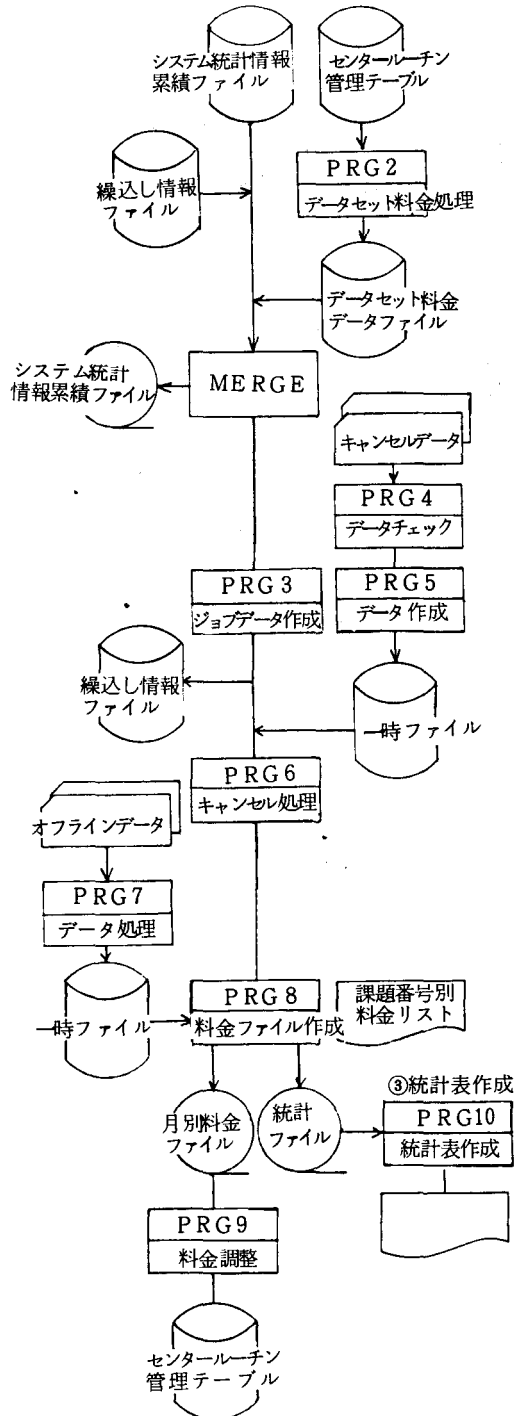 システム統計情報
累績ファイル
センタールーチン
管理テーブル
PRG2
データセット料金処理
繰込し情報
ファイル
データセット料金
データファイル
MERGE
システム統計
情報累績ファイル
キャンセルデータ
PRG4
データチェック
PRG3
ジョブデータ作成
PRG5
データ作成
繰込し情報
ファイル
一時ファイル
PRG6
キャンセル処理
オフラインデータ
PRG7
データ処理
一時ファイル
PRG8
料金ファイル作成
課題番号別
料金リスト
月別料金
ファイル
統計
ファイル
③統計表作成
PRG10
統計表作成
PRG9
料金調整
センタールーチン
管理テーブル